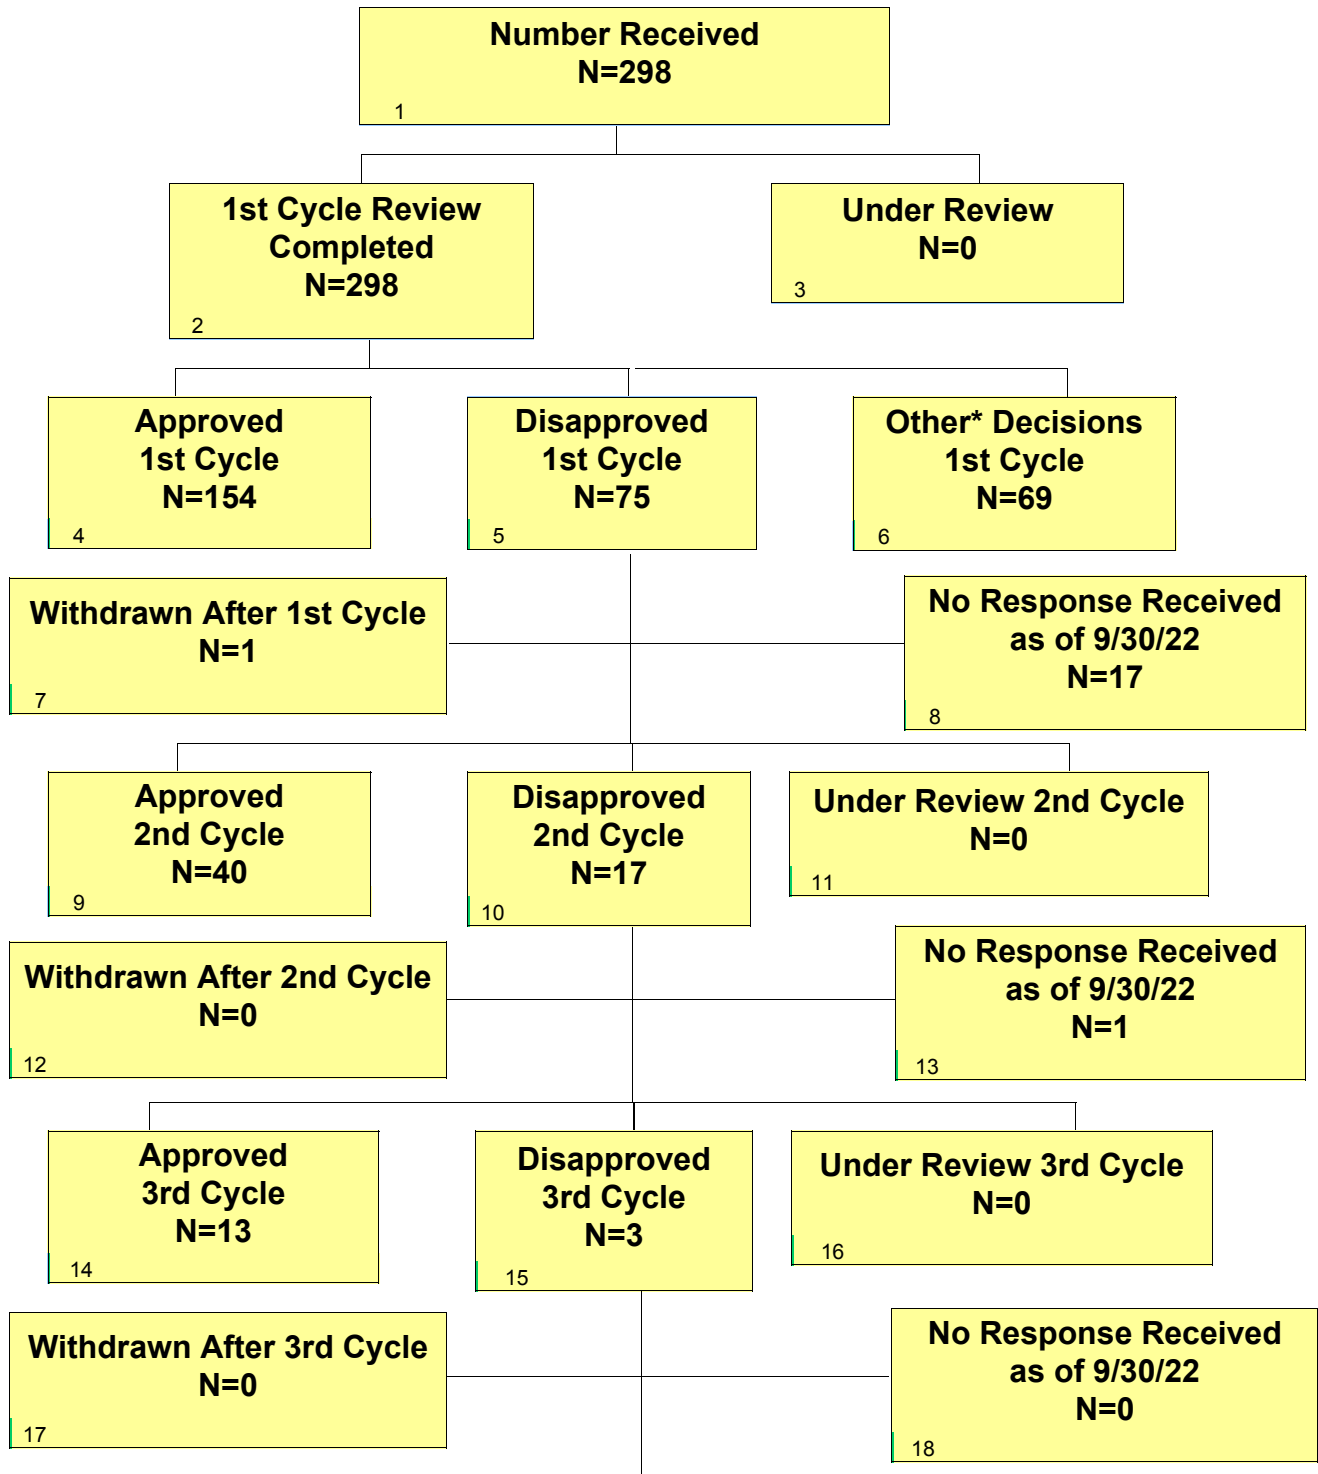 Number Received
N=298
1
1st Cycle Review
Completed
N=298
2
Under Review
N=0
3
Approved
1st Cycle
N=154
4
Disapproved
1st Cycle
N=75
5
Other* Decisions
1st Cycle
N=69
6
Withdrawn After 1st Cycle
N=1
7
No Response Received
as of 9/30/22
N=17
8
Approved
2nd Cycle
N=40
9
Disapproved
2nd Cycle
N=17
10
Under Review 2nd Cycle
N=0
11
Withdrawn After 2nd Cycle
N=0
12
No Response Received
as of 9/30/22
N=1
13
Approved
3rd Cycle
N=13
14
Disapproved
3rd Cycle
N=3
15
Under Review 3rd Cycle
N=0
16
Withdrawn After 3rd Cycle
N=0
17
No Response Received
as of 9/30/22
N=0
18